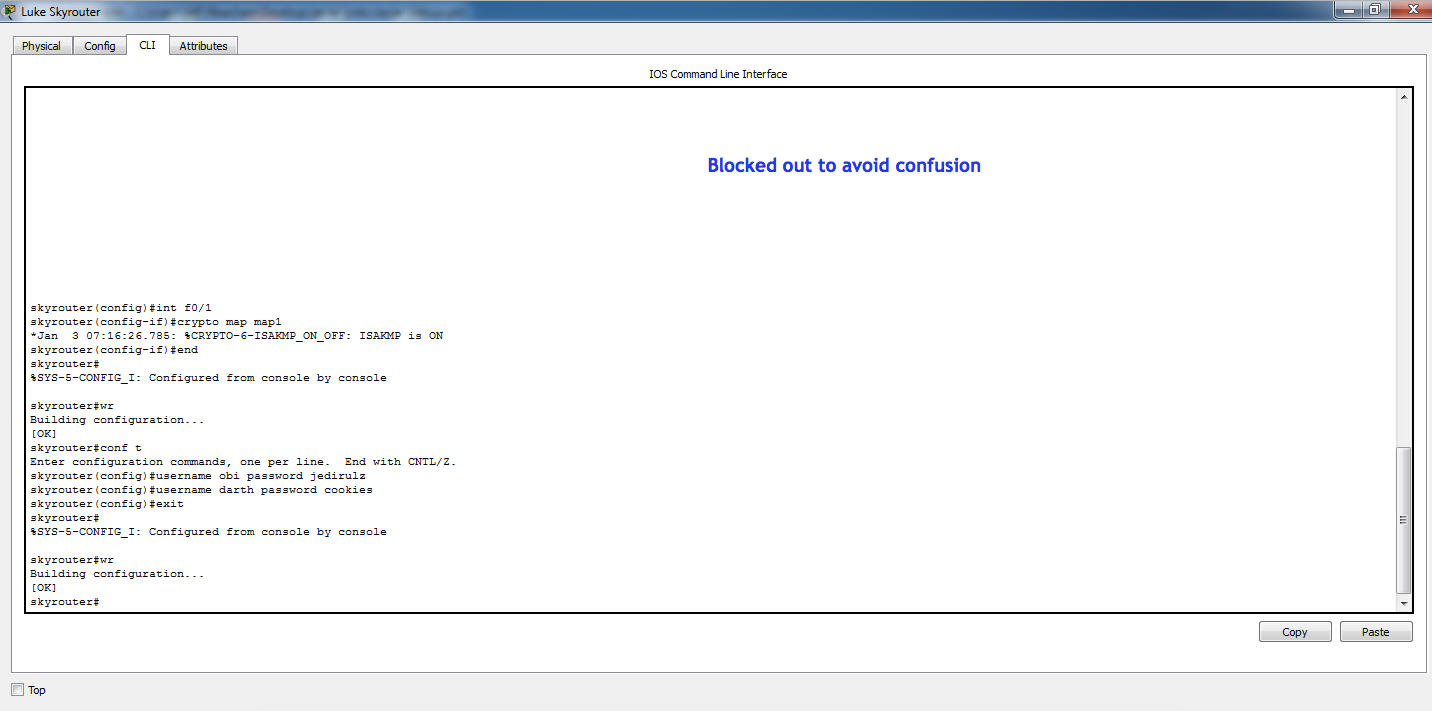 Luke Skyrouter
Physical Config CLI Attributes
IOS Command Line Interface
Blocked out to avoid confusion
skyrouter(config)#int f0/1
skyrouter(config-if)#crypto map map1
*Jan  3 07:16:26.785: %CRYPTO-6-ISAKMP_ON_OFF: ISAKMP is ON
skyrouter(config-if)#end
skyrouter#
%SYS-5-CONFIG_I: Configured from console by console
skyrouter#wr
Building configuration...
[OK]
skyrouter#conf t
Enter configuration commands, one per line.  End with CNTL/Z.
skyrouter(config)#username obi password jedirulz
skyrouter(config)#username darth password cookies
skyrouter(config)#exit
skyrouter#
%SYS-5-CONFIG_I: Configured from console by console
skyrouter#wr
Building configuration...
[OK]
skyrouter#
Copy Paste
Top